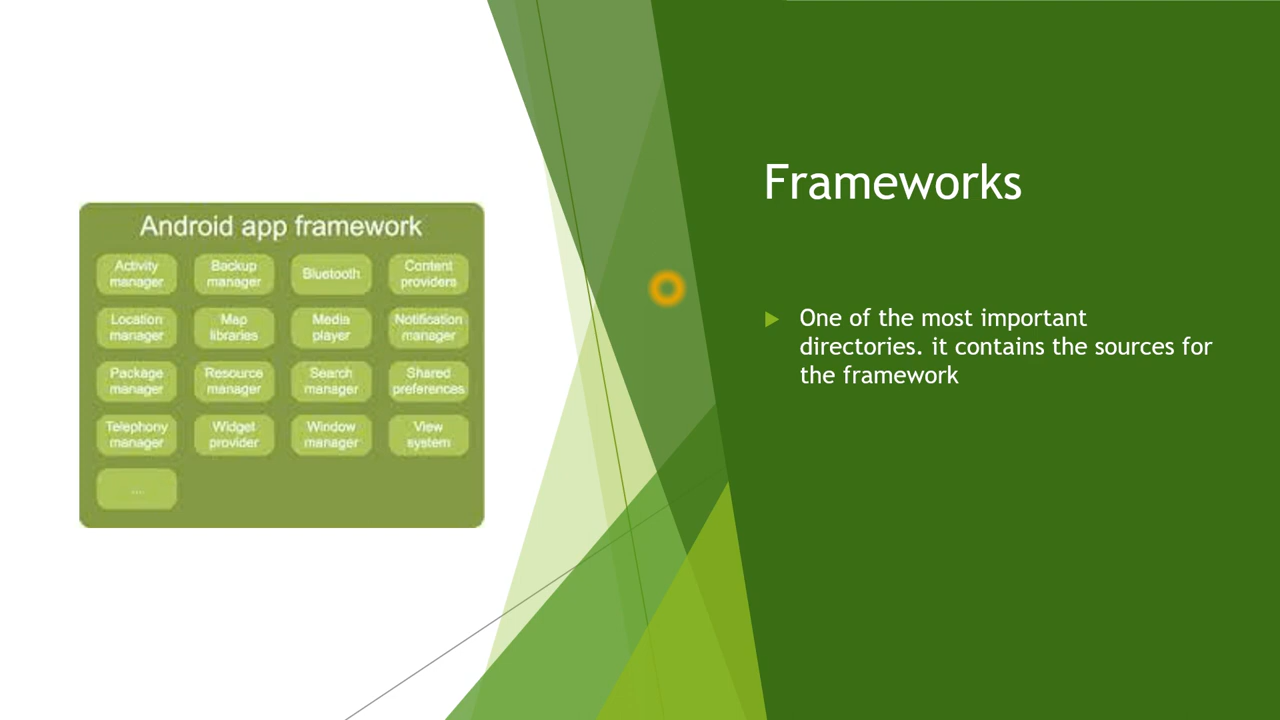 Android app framework
Activity manager
Backup manager
Bluetooth
Content providers
Location manager
Map libraries
Media player
Notification manager
Package manager
Resource manager
Search manager
Shared preferences
Telephony manager
Widget provider
Window manager
View system
...
Frameworks
One of the most important
directories. it contains the sources for
the framework